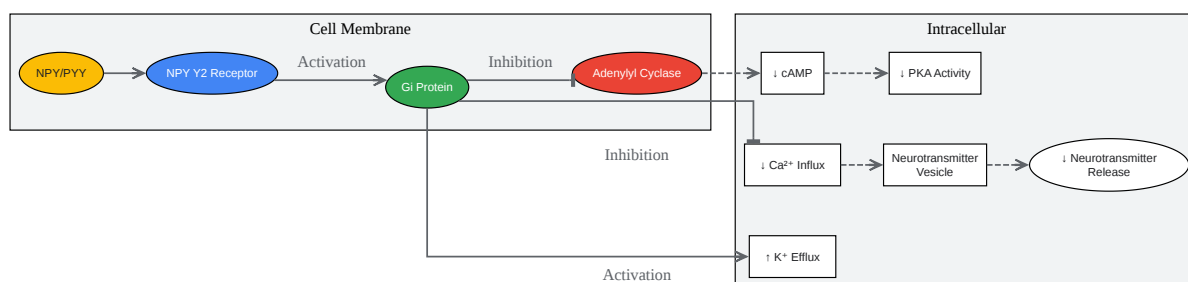 Cell Membrane
Intracellular
NPY/PYY
NPY Y2 Receptor
Activation
Gi Protein
Inhibition
Adenylyl Cyclase
↓ cAMP
↓ PKA Activity
Inhibition
↓ Ca²⁺ Influx
Neurotransmitter
Vesicle
↓ Neurotransmitter
Release
↑ K⁺ Efflux
Activation